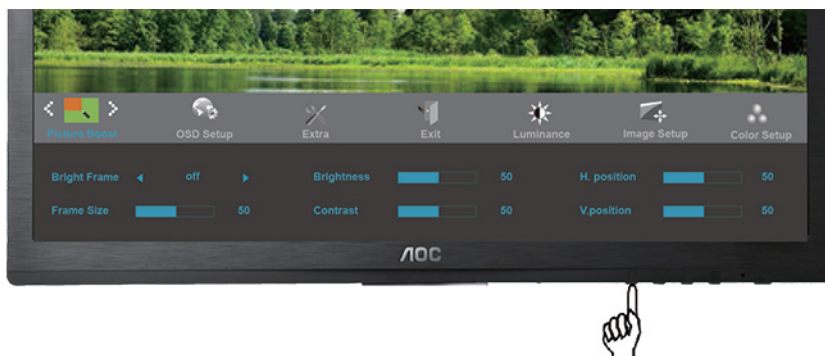 Picture Boost OSD Setup Extra Exit Luminance Image Setup Color Setup
Bright Frame off Brightness 50 H. position 50
Frame Size 50 Contrast 50 V.position 50
AOC